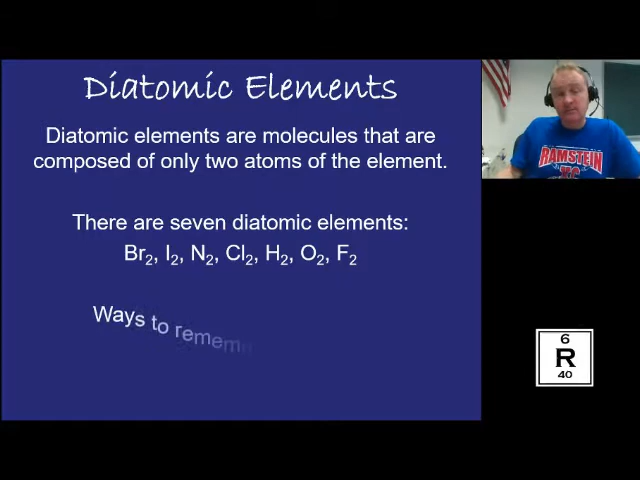 Diatomic Elements
Diatomic elements are molecules that are
composed of only two atoms of the element.
There are seven diatomic elements:
Br₂, I₂, N₂, Cl₂, H₂, O₂, F₂
Ways to remem
RAMSTEIN
6
R
40